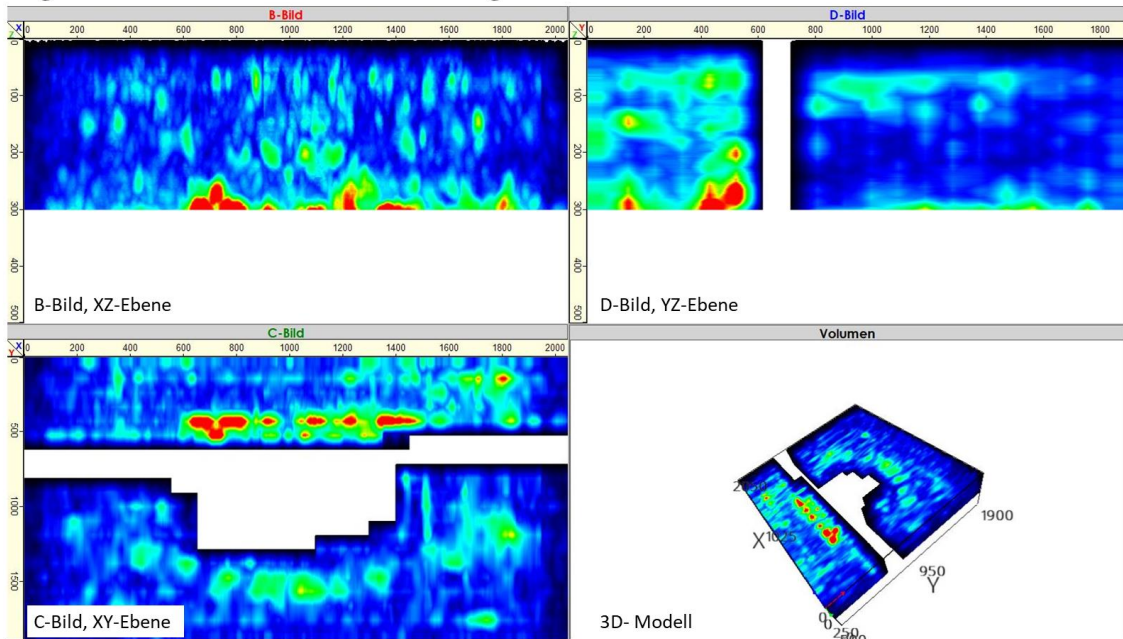 B-Bild
X
Z
0 200 400 600 800 1000 1200 1400 1600 1800 2000
0
100
200
300
400
500
B-Bild, XZ-Ebene
D-Bild
Y
Z
0 200 400 600 800 1000 1200 1400 1600 1800
0
100
200
300
400
500
D-Bild, YZ-Ebene
C-Bild
X
Y
0 200 400 600 800 1000 1200 1400 1600 1800 2000
0
500
1000
1500
C-Bild, XY-Ebene
Volumen
X
1025
1900
950
Y
0
250
3D- Modell